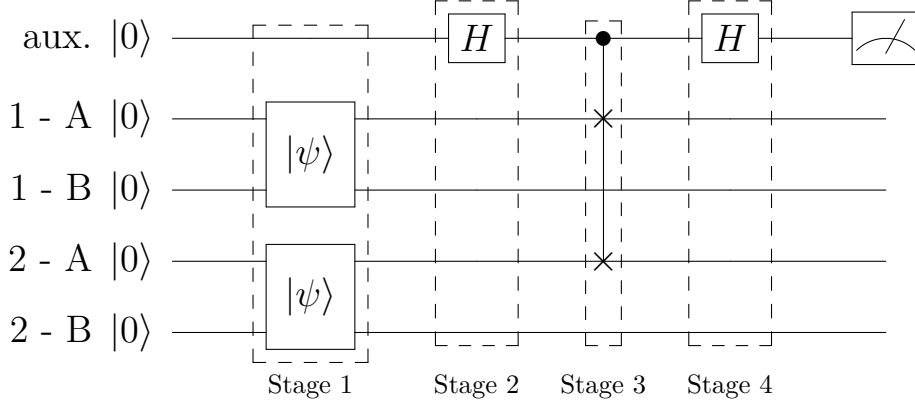 aux. |0⟩ H H
1 - A |0⟩
|ψ⟩
1 - B |0⟩
2 - A |0⟩
|ψ⟩
2 - B |0⟩
Stage 1 Stage 2 Stage 3 Stage 4